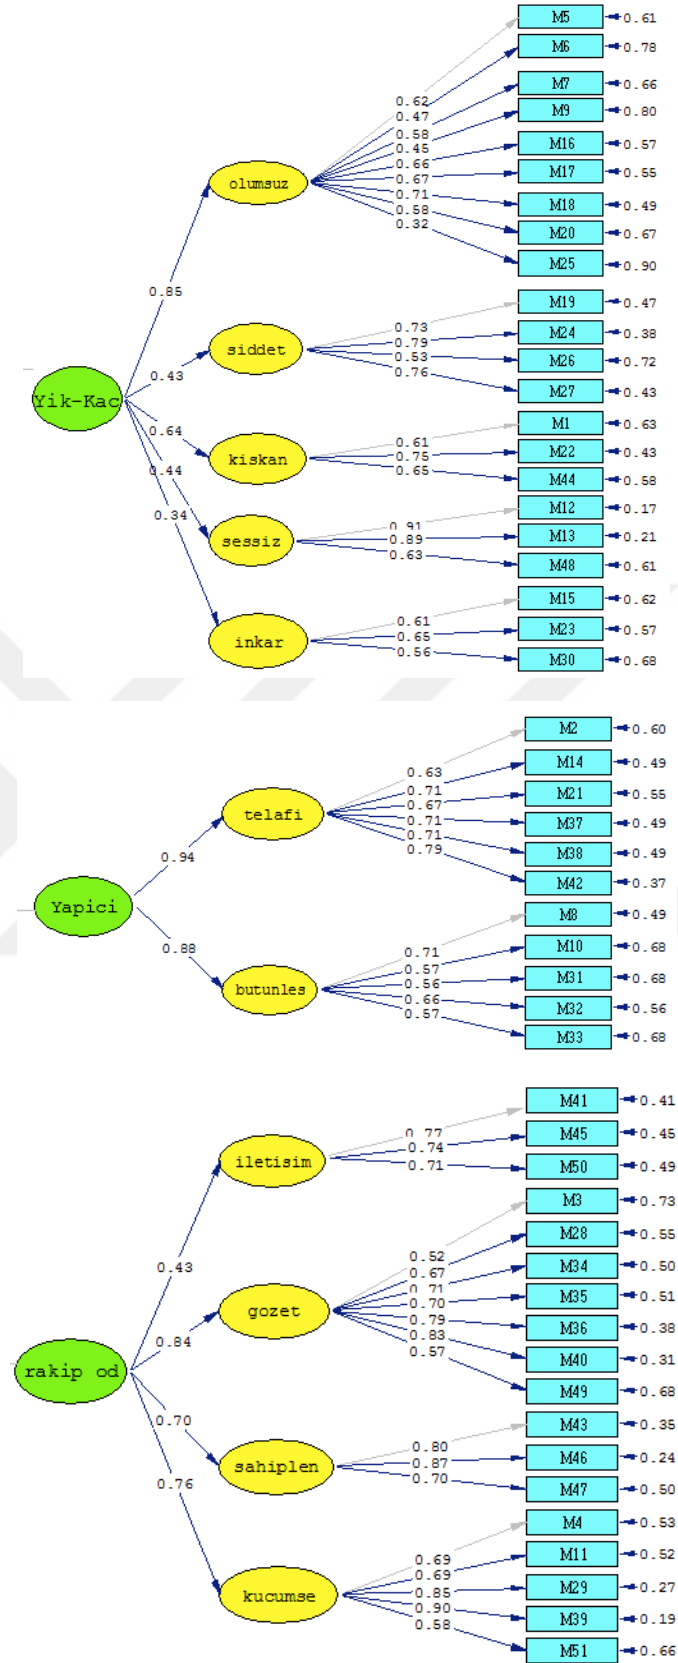 M5 0.61
M6 0.78
M7 0.66
0.62
0.47
M9 0.80
0.58
0.45
M16 0.57
0.66
M17 0.55
0.67
olumsuz
0.71
M18 0.49
0.58
0.32
M20 0.67
M25 0.90
0.85
M19 0.47
0.73
M24 0.38
0.79
siddet
0.53
M26 0.72
0.76
0.43
M27 0.43
Yik-Kac
M1 0.63
0.64
0.61
M22 0.43
0.75
kiskan
0.65
0.44
M44 0.58
M12 0.17
0.34
0.91
M13 0.21
0.89
sessiz
0.63
M48 0.61
M15 0.62
0.61
M23 0.57
0.65
inkar
0.56
M30 0.68
M2 0.60
M14 0.49
0.63
0.71
M21 0.55
0.67
telafi
0.71
M37 0.49
0.71
M38 0.49
0.79
0.94
M42 0.37
Yapici
M8 0.49
0.88
M10 0.68
0.71
0.57
M31 0.68
0.56
butunles
0.66
M32 0.56
0.57
M33 0.68
M41 0.41
M45 0.45
0.77
0.74
iletisim
0.71
M50 0.49
M3 0.73
M28 0.55
0.52
0.43
0.67
M34 0.50
0.71
M35 0.51
0.70
gozet
0.79
M36 0.38
0.83
0.84
0.57
M40 0.31
rakip od
M49 0.68
0.70
M43 0.35
0.80
M46 0.24
0.87
sahiplen
0.70
M47 0.50
0.76
M4 0.53
M11 0.52
0.69
0.69
M29 0.27
0.85
kucumse
0.90
M39 0.19
0.58
M51 0.66